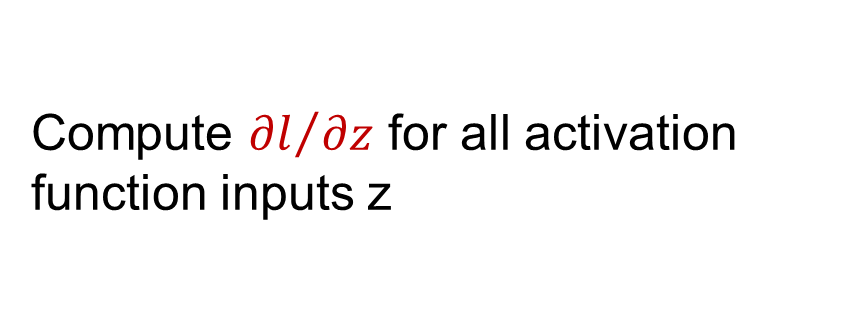 Compute ∂l/∂z for all activation
function inputs z